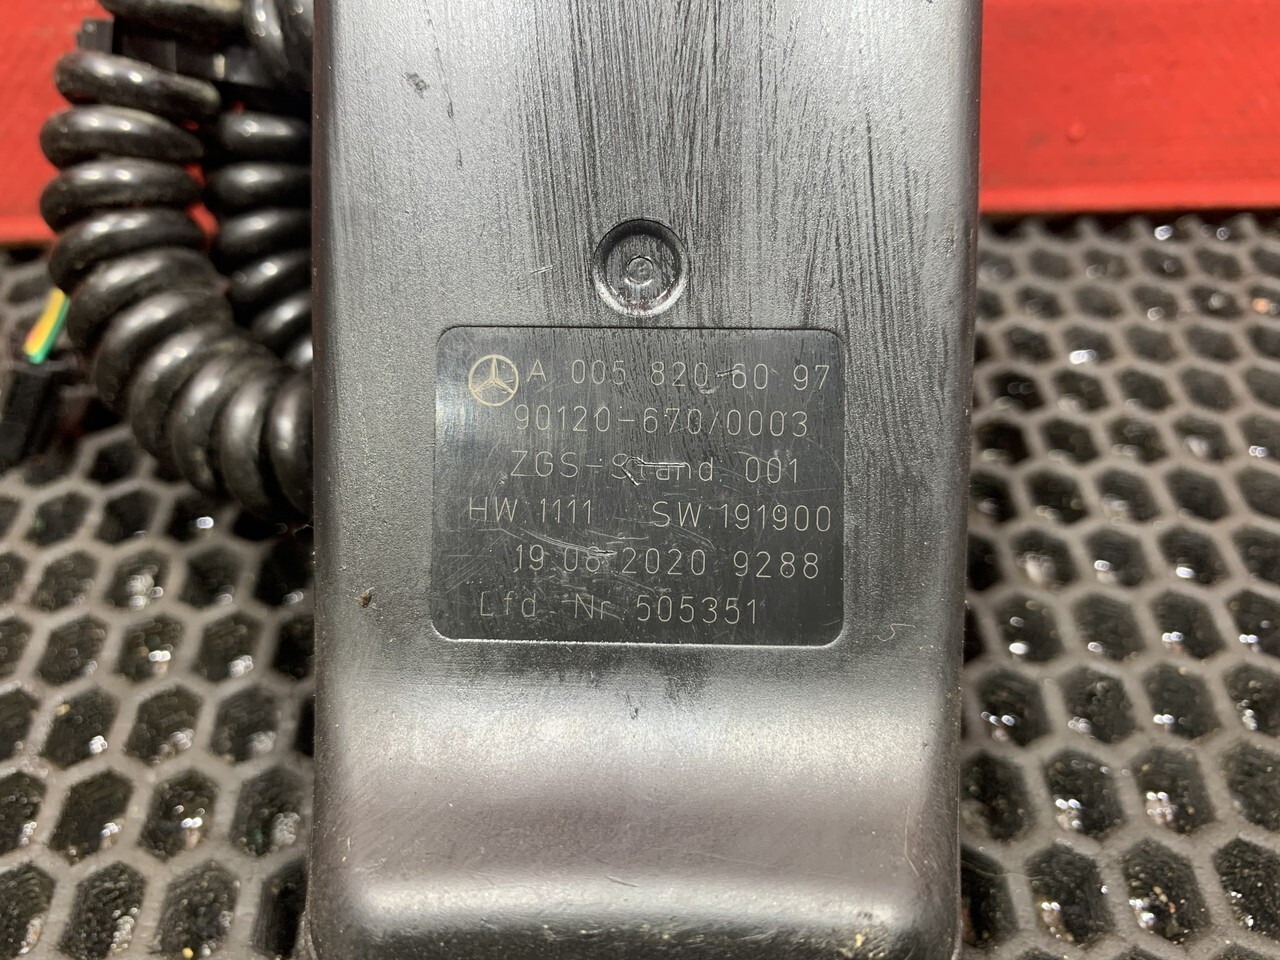 A 005 820 60 97
90120-670/0003
ZGS-Stand 001
HW 1111 SW 191900
19.08.2020 9288
Lfd.-Nr. 505351